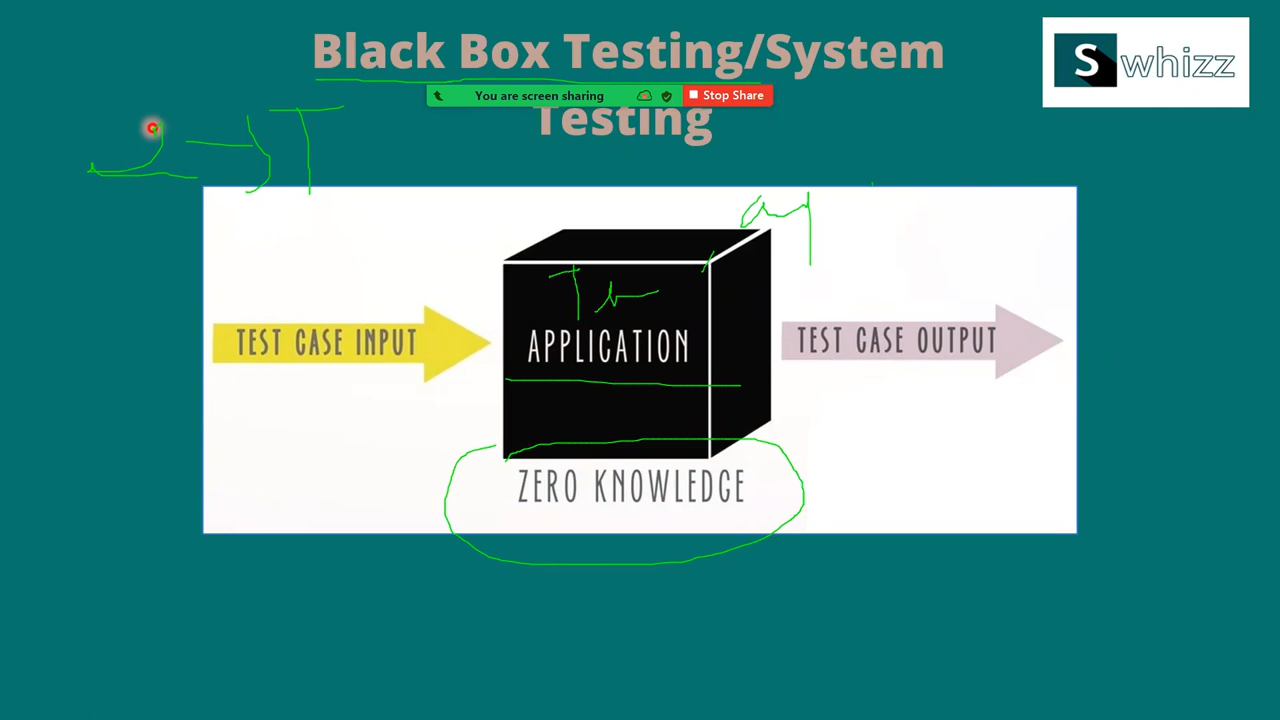 Black Box Testing/System
Testing
S whizz
You are screen sharing
Stop Share
TEST CASE INPUT
APPLICATION
TEST CASE OUTPUT
ZERO KNOWLEDGE